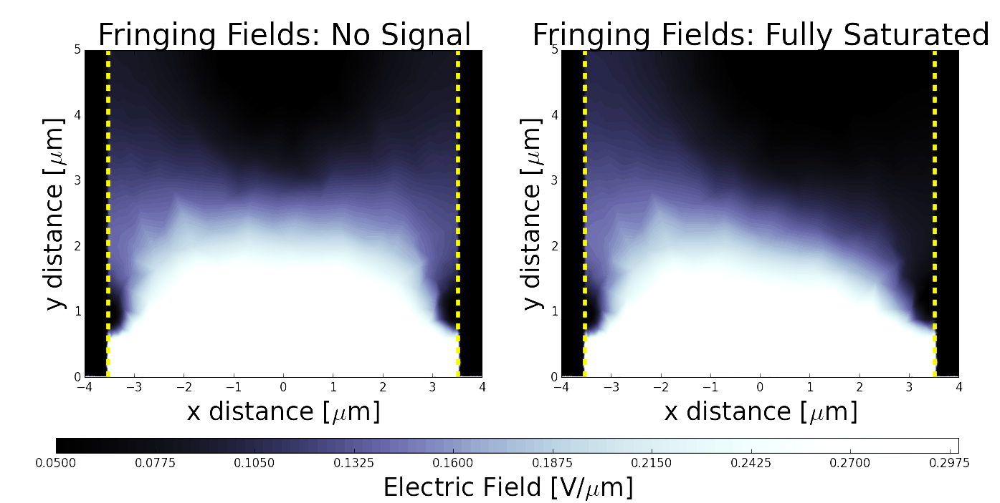 Fringing Fields: No Signal
Fringing Fields: Fully Saturated
5
4
3
2
1
0
y distance [μm]
−4 −3 −2 −1 0 1 2 3 4
x distance [μm]
5
4
3
2
1
0
y distance [μm]
−4 −3 −2 −1 0 1 2 3 4
x distance [μm]
0.0500 0.0775 0.1050 0.1325 0.1600 0.1875 0.2150 0.2425 0.2700 0.2975
Electric Field [V/μm]